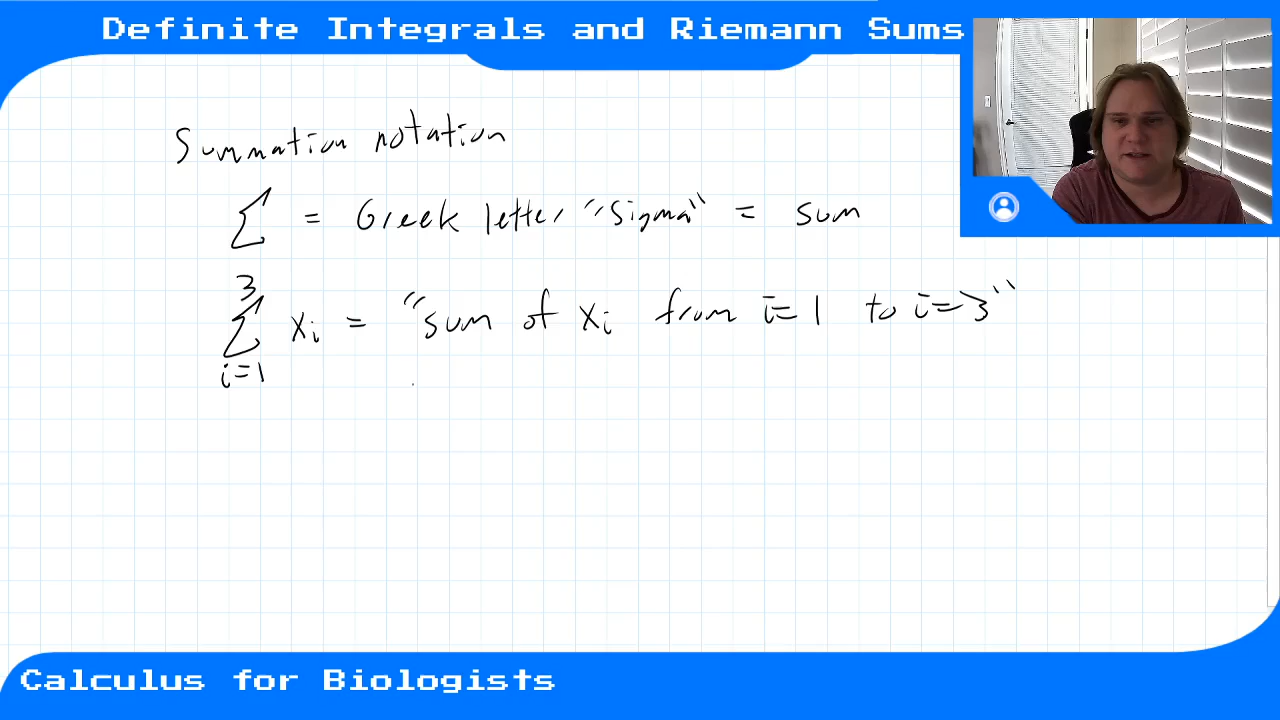 Definite Integrals and Riemann Sums
Summation notation
Σ = Greek letter "sigma" = sum
3
Σ xᵢ = "sum of xᵢ from i=1 to i=3"
i=1
Calculus for Biologists